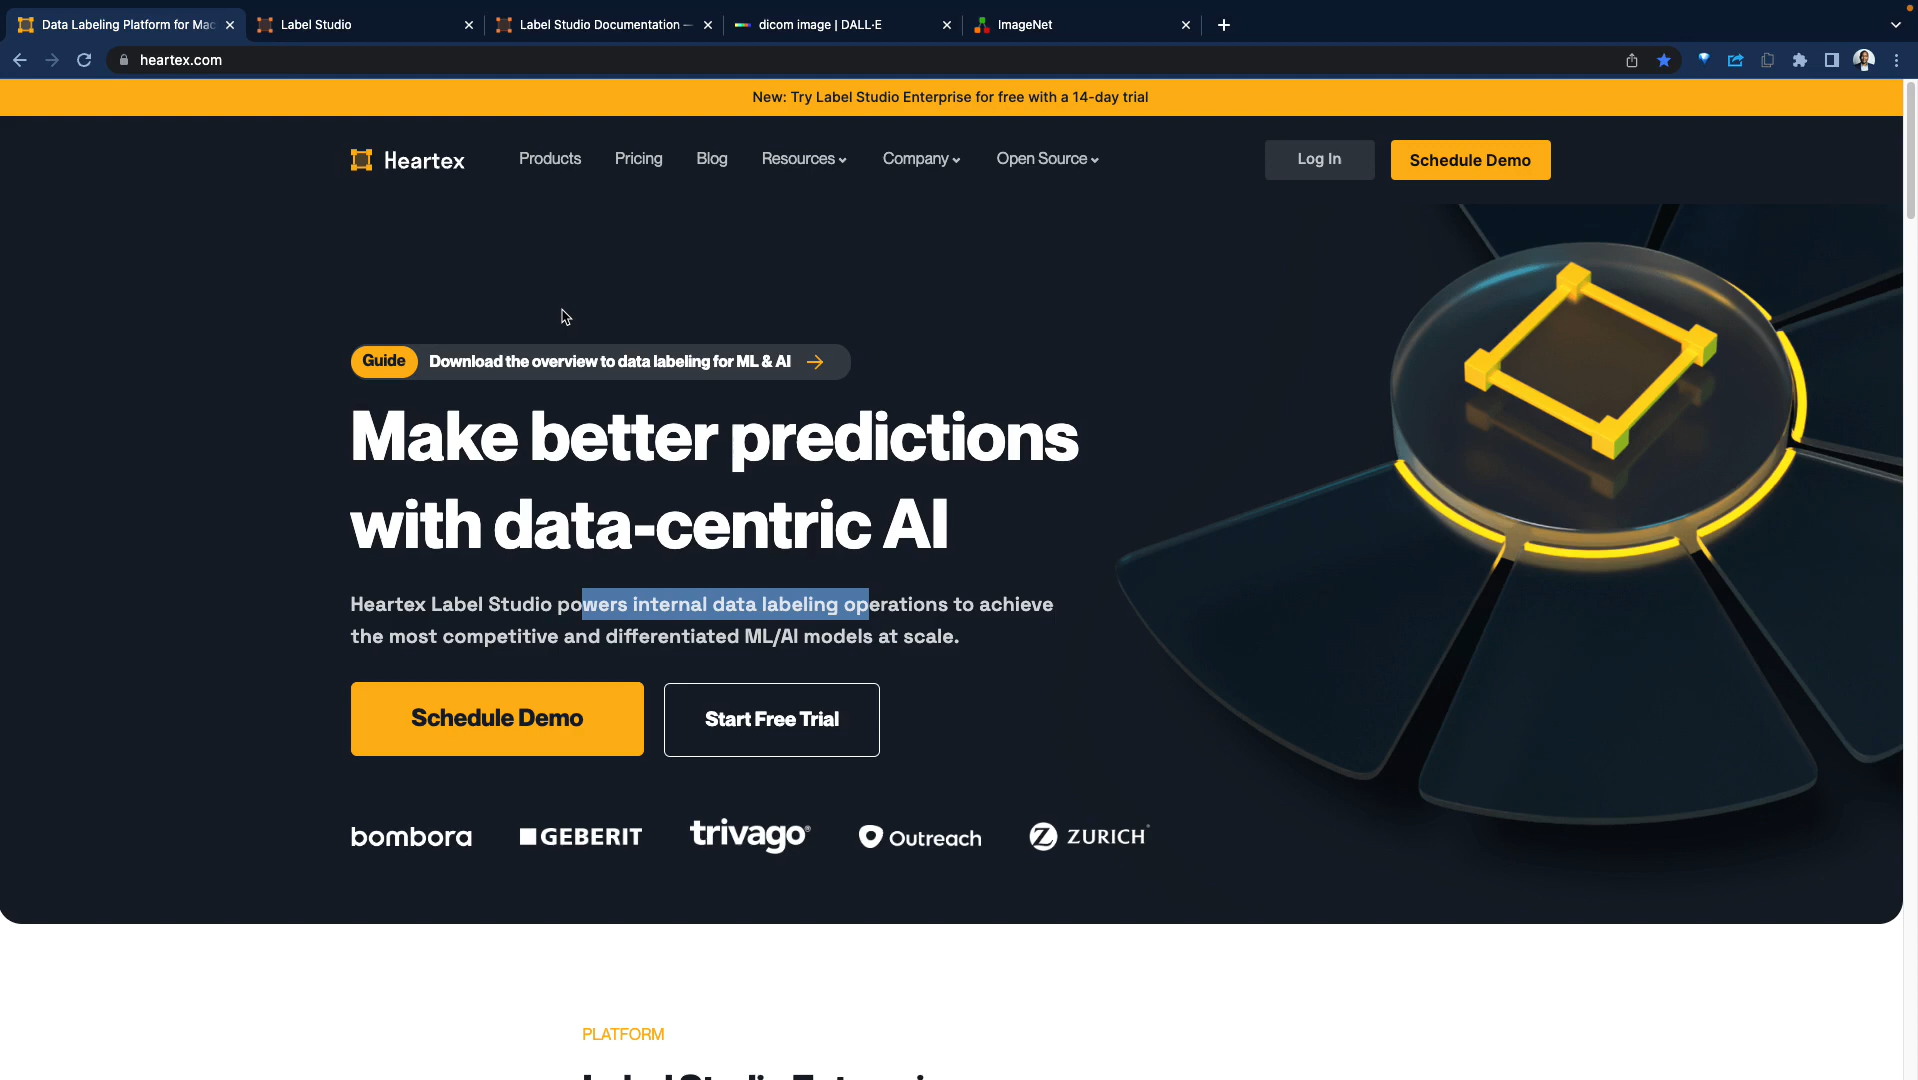 Data Labeling Platform for Mac
Label Studio
Label Studio Documentation —
dicom image | DALL·E
ImageNet
heartex.com
New: Try Label Studio Enterprise for free with a 14-day trial
Heartex
Products
Pricing
Blog
Resources
Company
Open Source
Log In
Schedule Demo
Guide
Download the overview to data labeling for ML & AI
Make better predictions
with data-centric AI
Heartex Label Studio powers internal data labeling operations to achieve
the most competitive and differentiated ML/AI models at scale.
Schedule Demo
Start Free Trial
bombora
GEBERIT
trivago
Outreach
ZURICH
PLATFORM